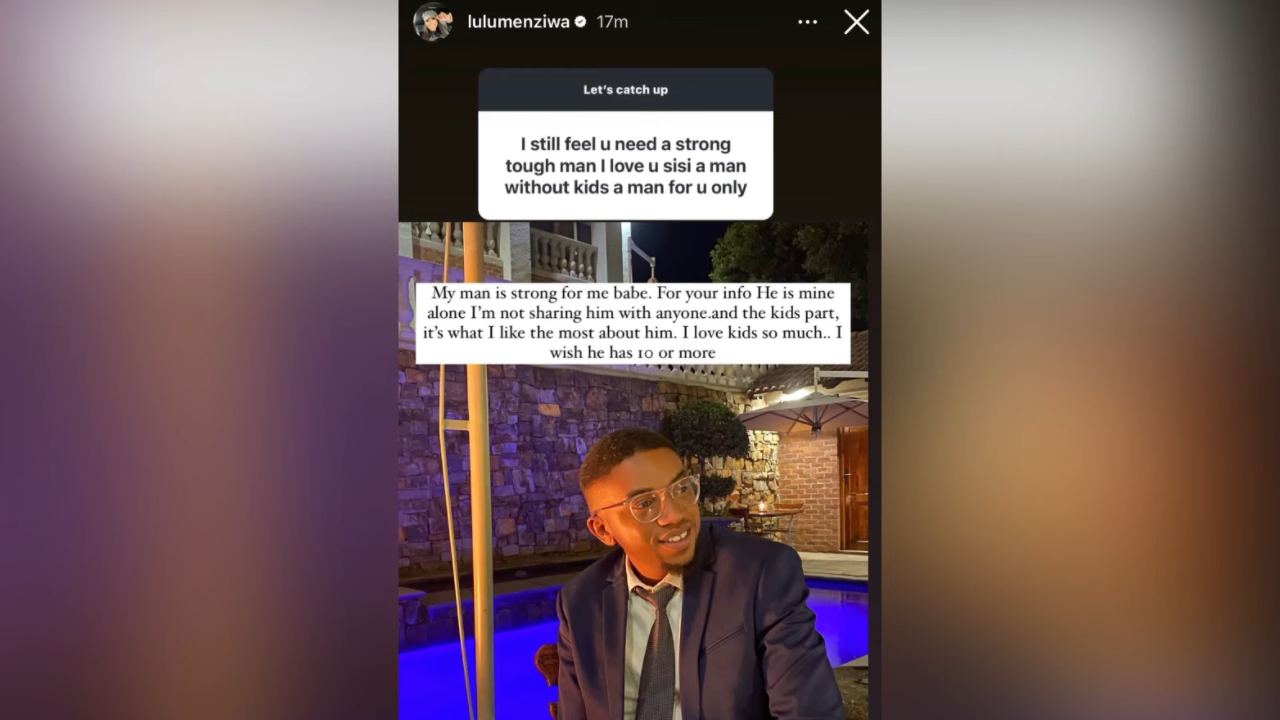 lulumenziwa 17m
Let's catch up
I still feel u need a strong
tough man I love u sisi a man
without kids a man for u only
My man is strong for me babe. For your info He is mine
alone I'm not sharing him with anyone.and the kids part,
it's what I like the most about him. I love kids so much.. I
wish he has 10 or more